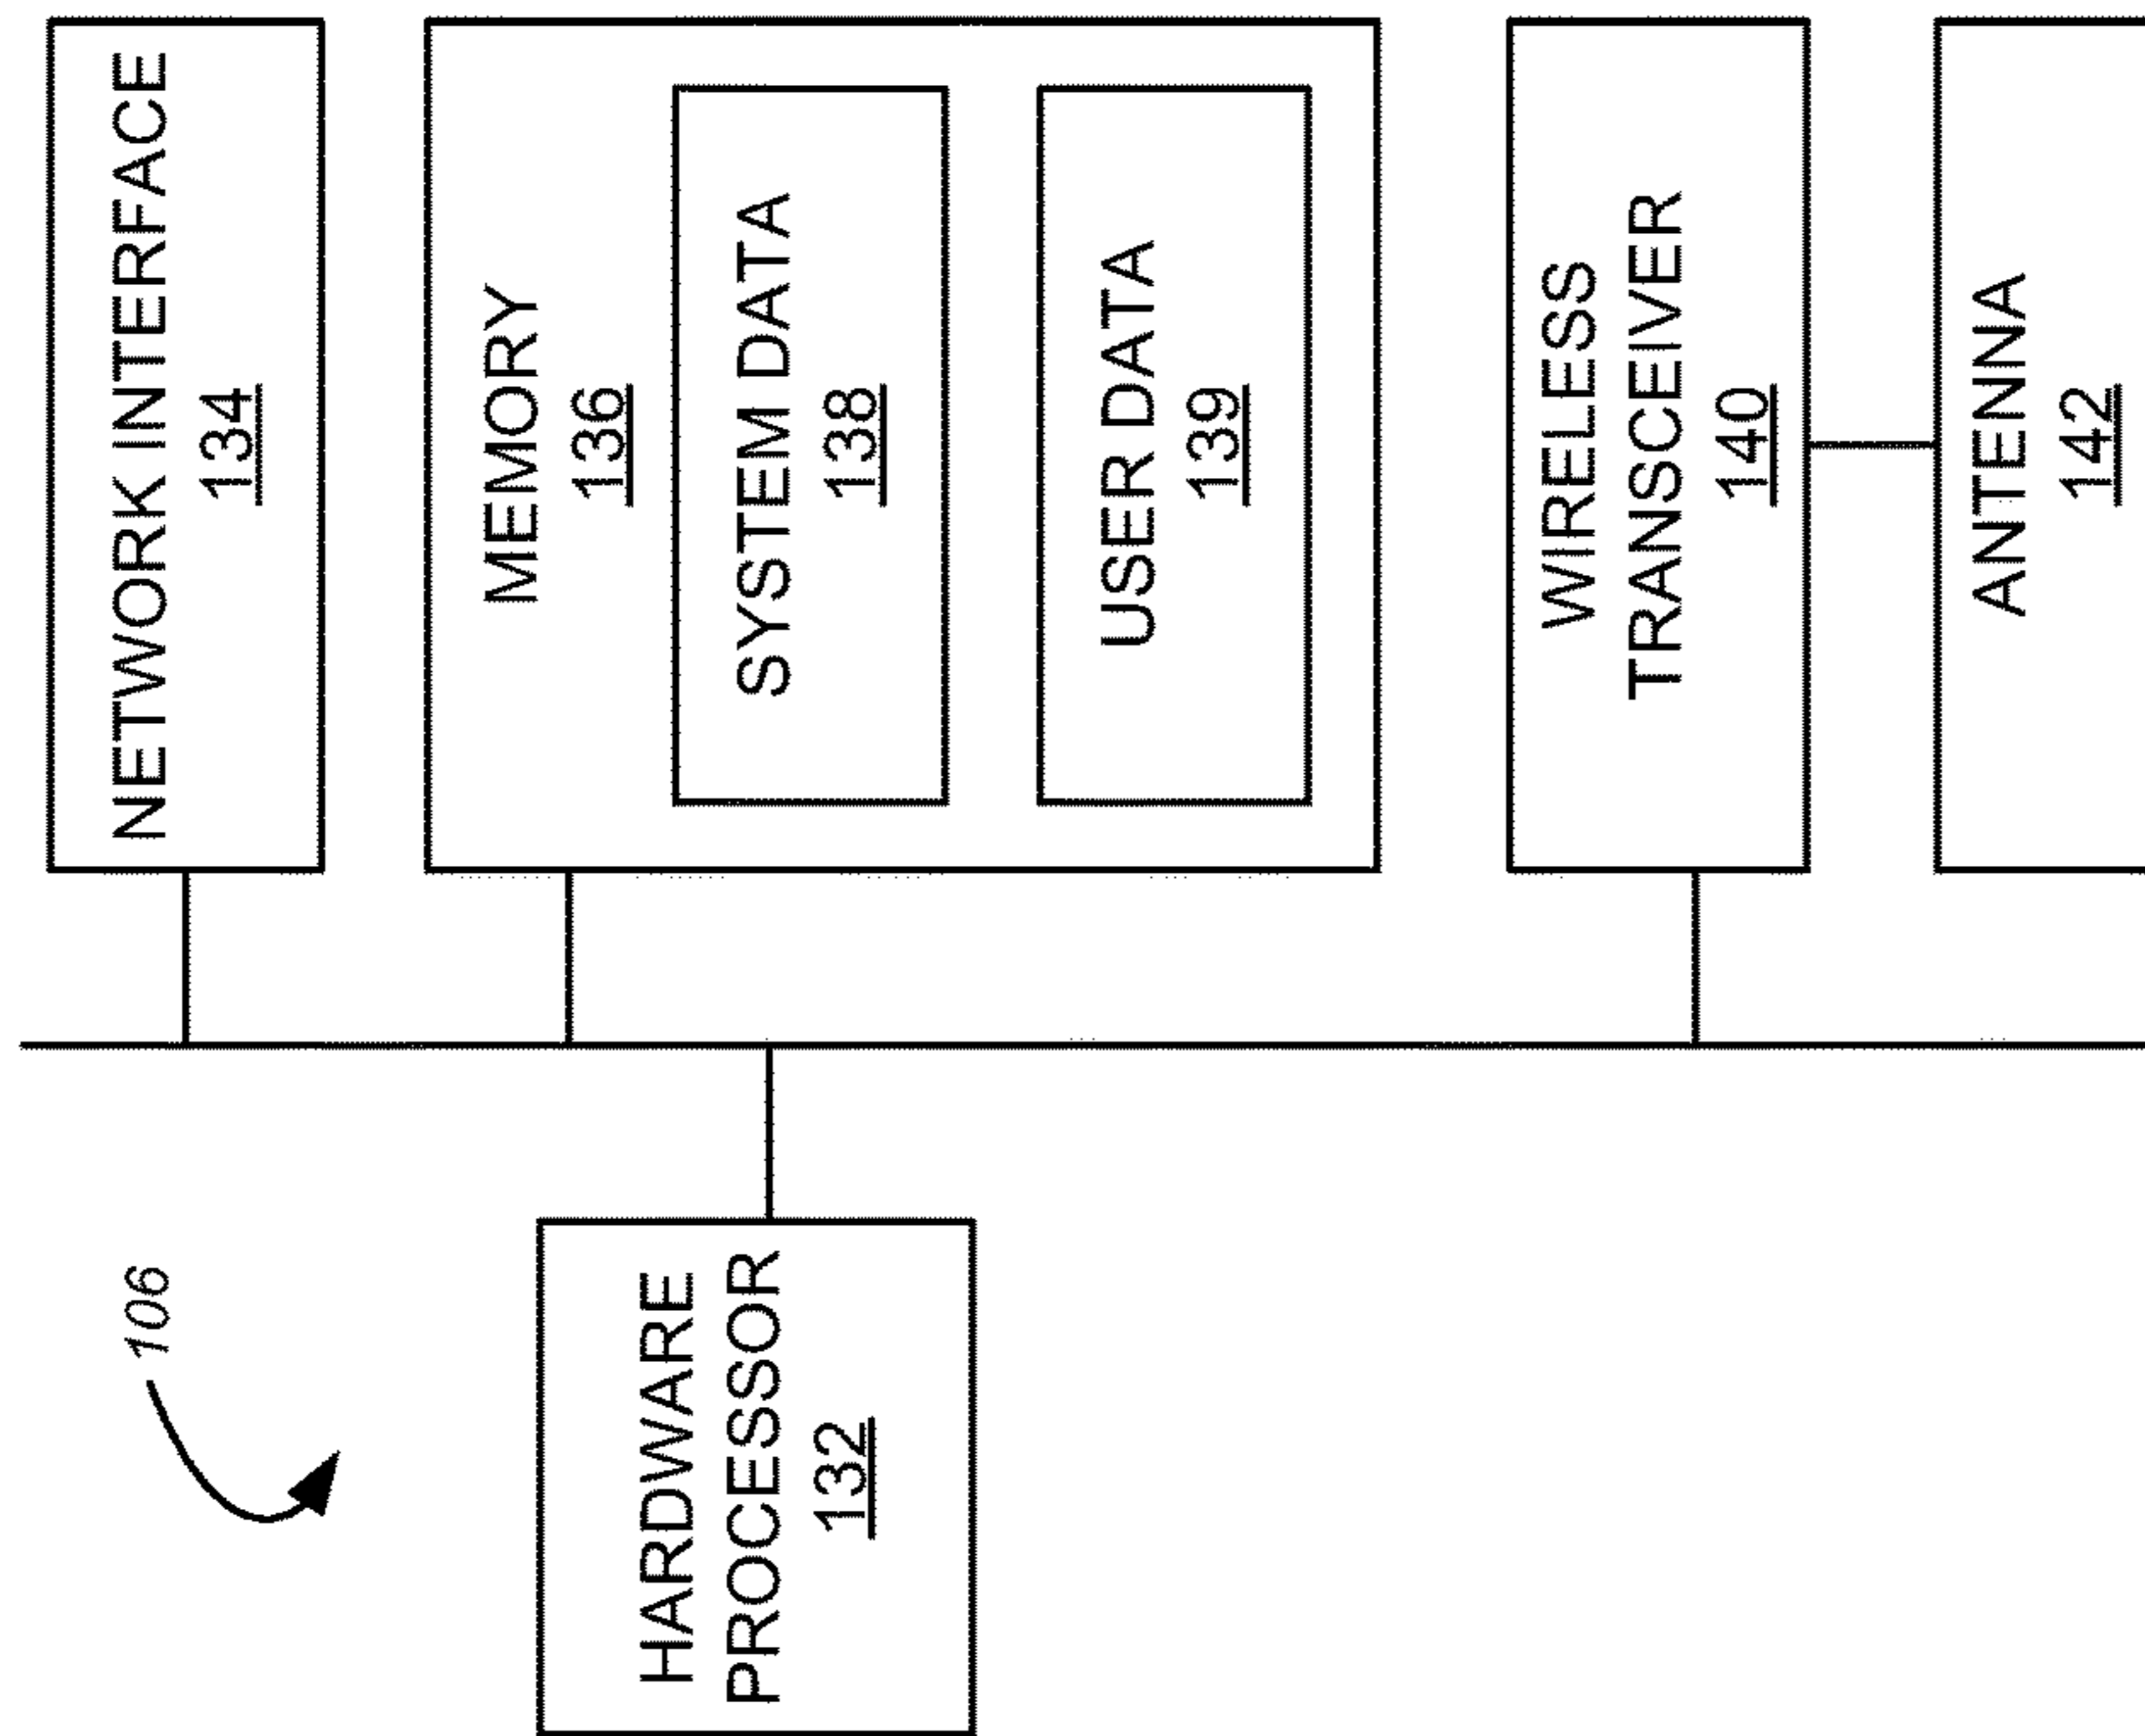 106
HARDWARE
PROCESSOR
132
NETWORK INTERFACE
134
MEMORY
136
SYSTEM DATA
138
USER DATA
139
WIRELESS
TRANSCEIVER
140
ANTENNA
142